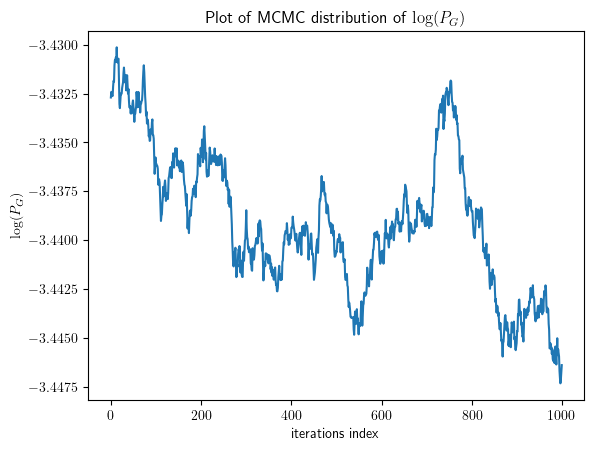 Plot of MCMC distribution of log(P_G)
−3.4300
−3.4325
−3.4350
−3.4375
−3.4400
−3.4425
−3.4450
−3.4475
log(P_G)
0 200 400 600 800 1000
iterations index